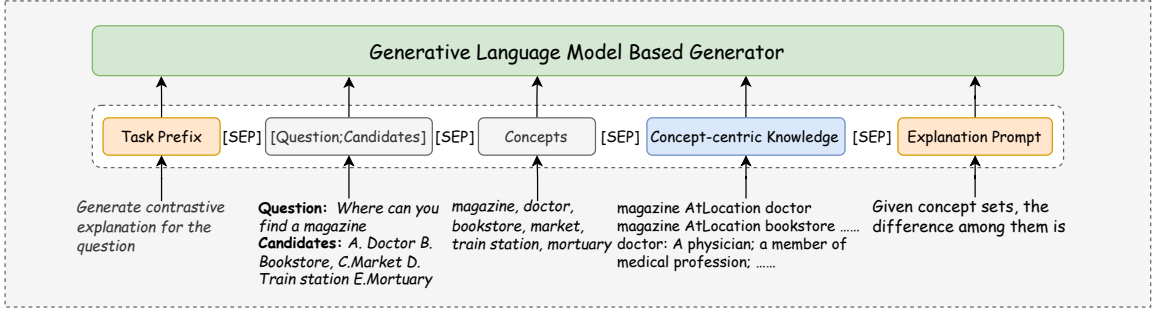 Generative Language Model Based Generator
Task Prefix [SEP] [Question;Candidates] [SEP] Concepts [SEP] Concept-centric Knowledge [SEP] Explanation Prompt
Generate contrastive
explanation for the
question
Question: Where can you
find a magazine
Candidates: A. Doctor B.
Bookstore, C.Market D.
Train station E.Mortuary
magazine, doctor,
bookstore, market,
train station, mortuary
magazine AtLocation doctor
magazine AtLocation bookstore ......
doctor: A physician; a member of
medical profession; ......
Given concept sets, the
difference among them is